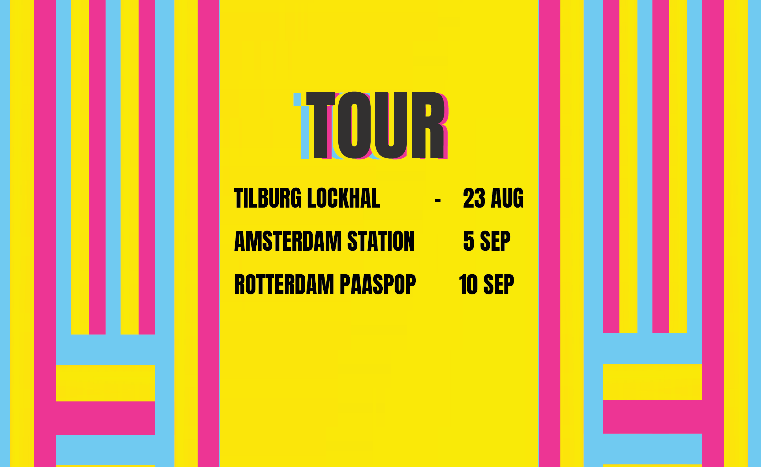 TOUR
TILBURG LOCKHAL - 23 AUG
AMSTERDAM STATION 5 SEP
ROTTERDAM PAASPOP 10 SEP